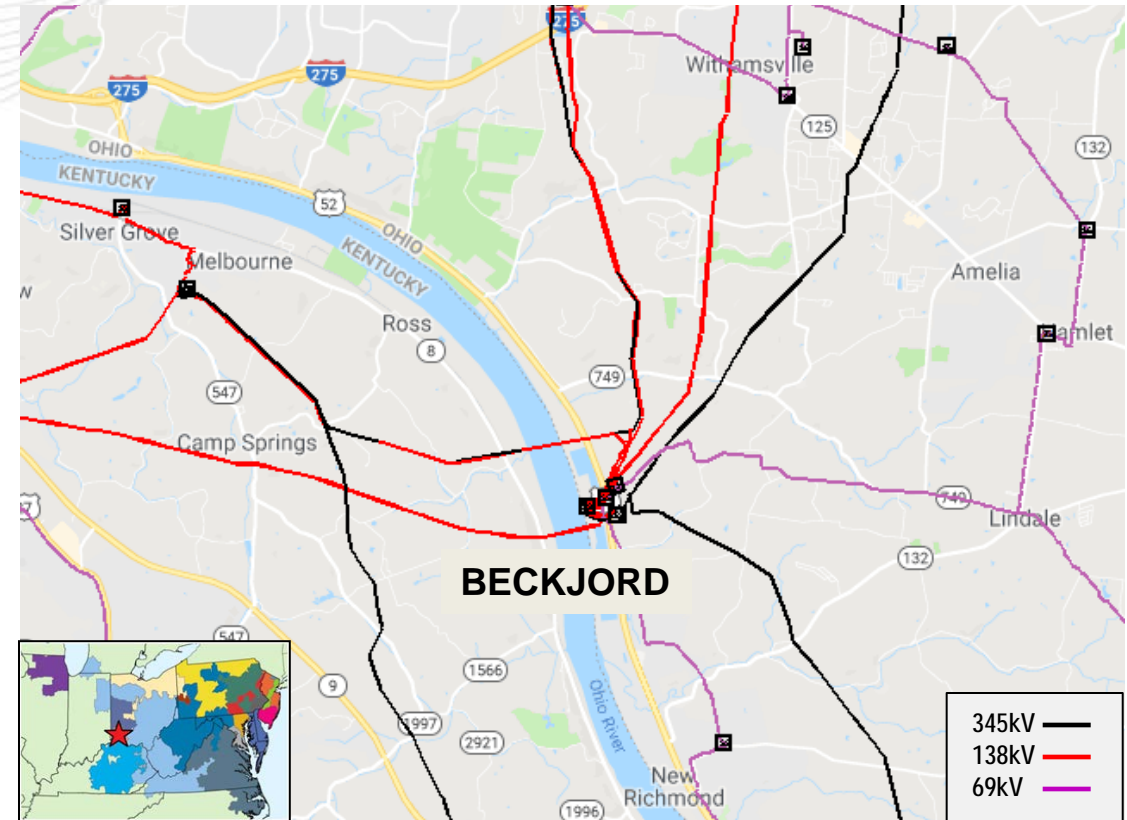 275
Withamsville
275
275
125
132
OHIO
KENTUCKY
52
Silver Grove
OHIO
KENTUCKY
Melbourne
Amelia
Ross
8
Hamlet
749
547
Camp Springs
749
Lindale
132
BECKJORD
547
1566
9
Ohio River
1997
2921
New
Richmond
1996
345kV
138kV
69kV